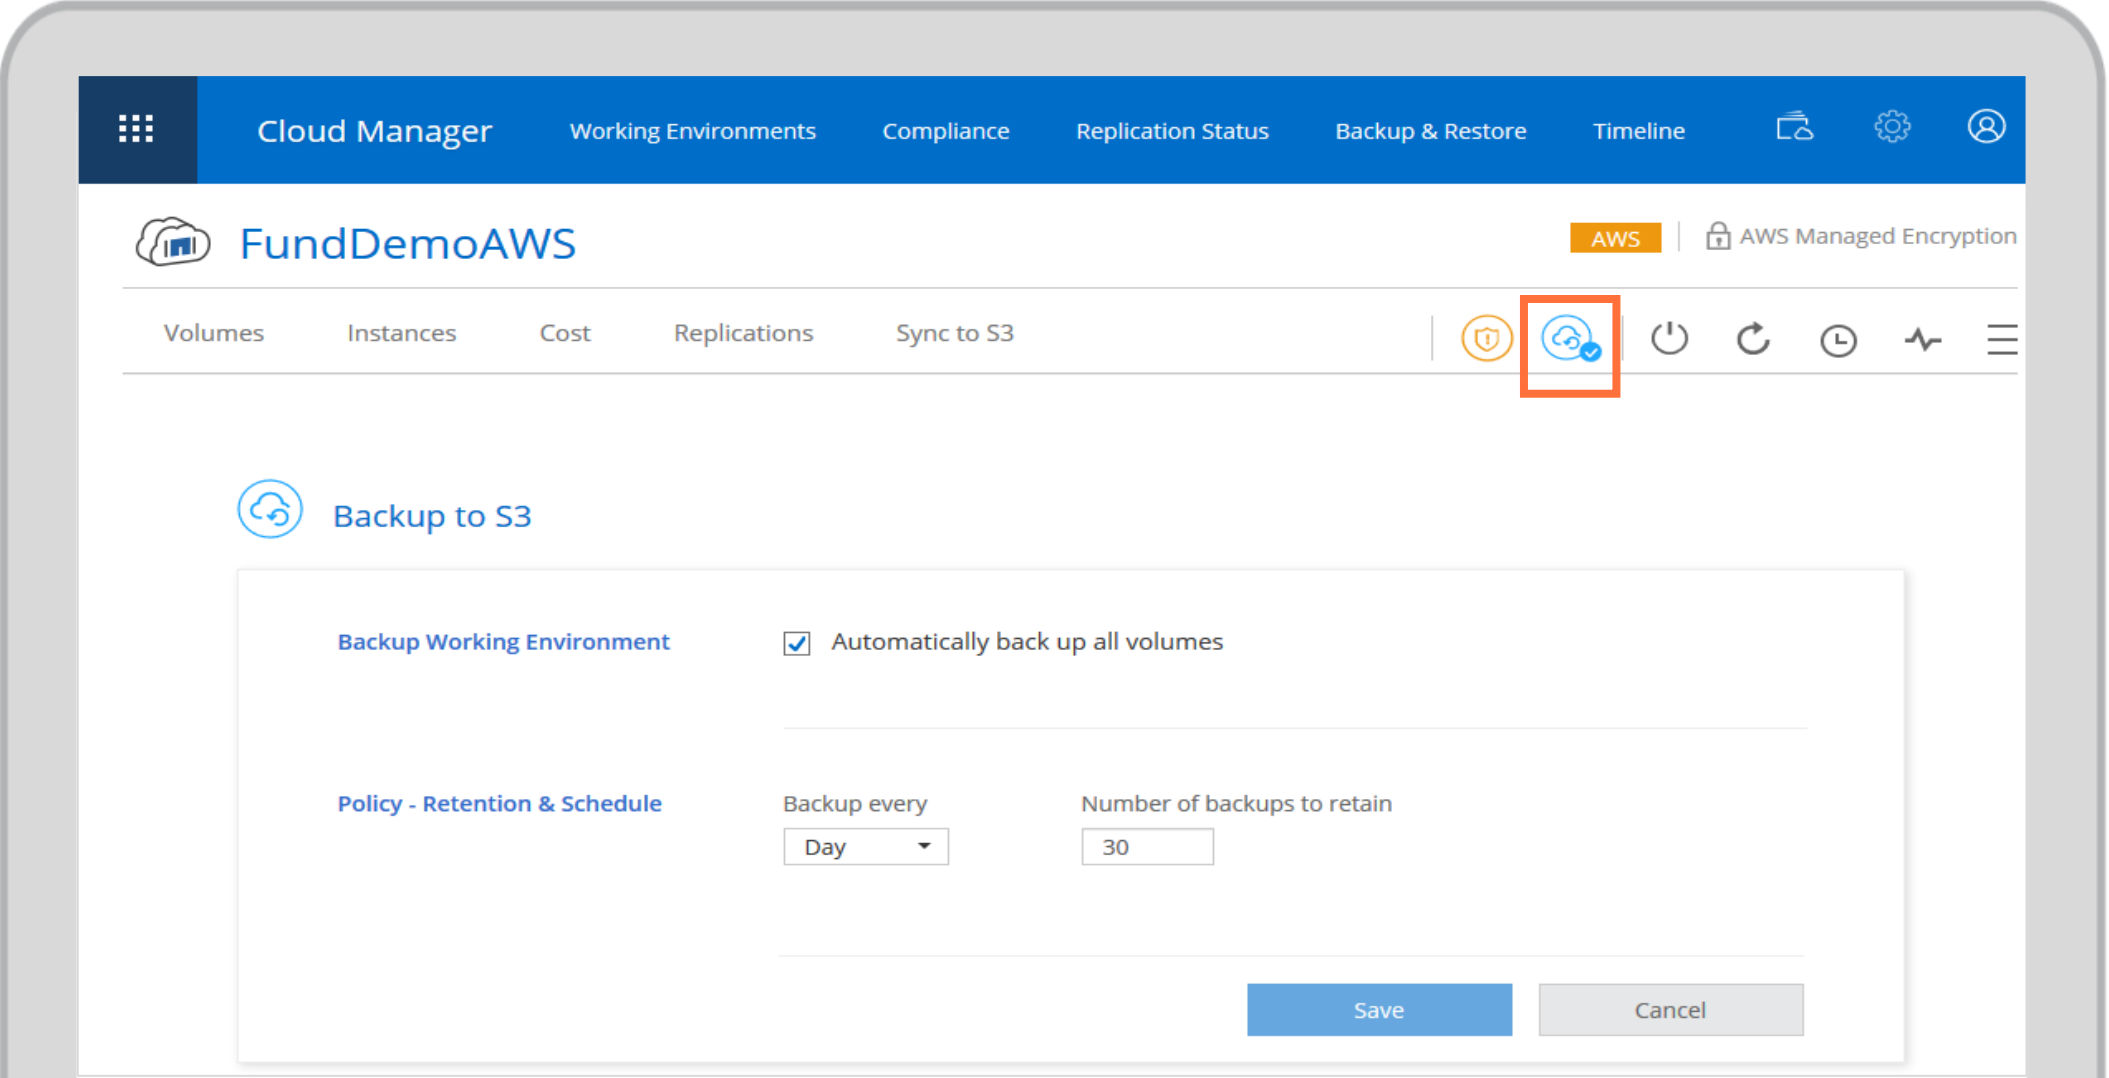 Cloud Manager Working Environments Compliance Replication Status Backup & Restore Timeline
FundDemoAWS
AWS AWS Managed Encryption
Volumes Instances Cost Replications Sync to S3
Backup to S3
Backup Working Environment Automatically back up all volumes
Policy - Retention & Schedule Backup every Number of backups to retain
Day 30
Save Cancel